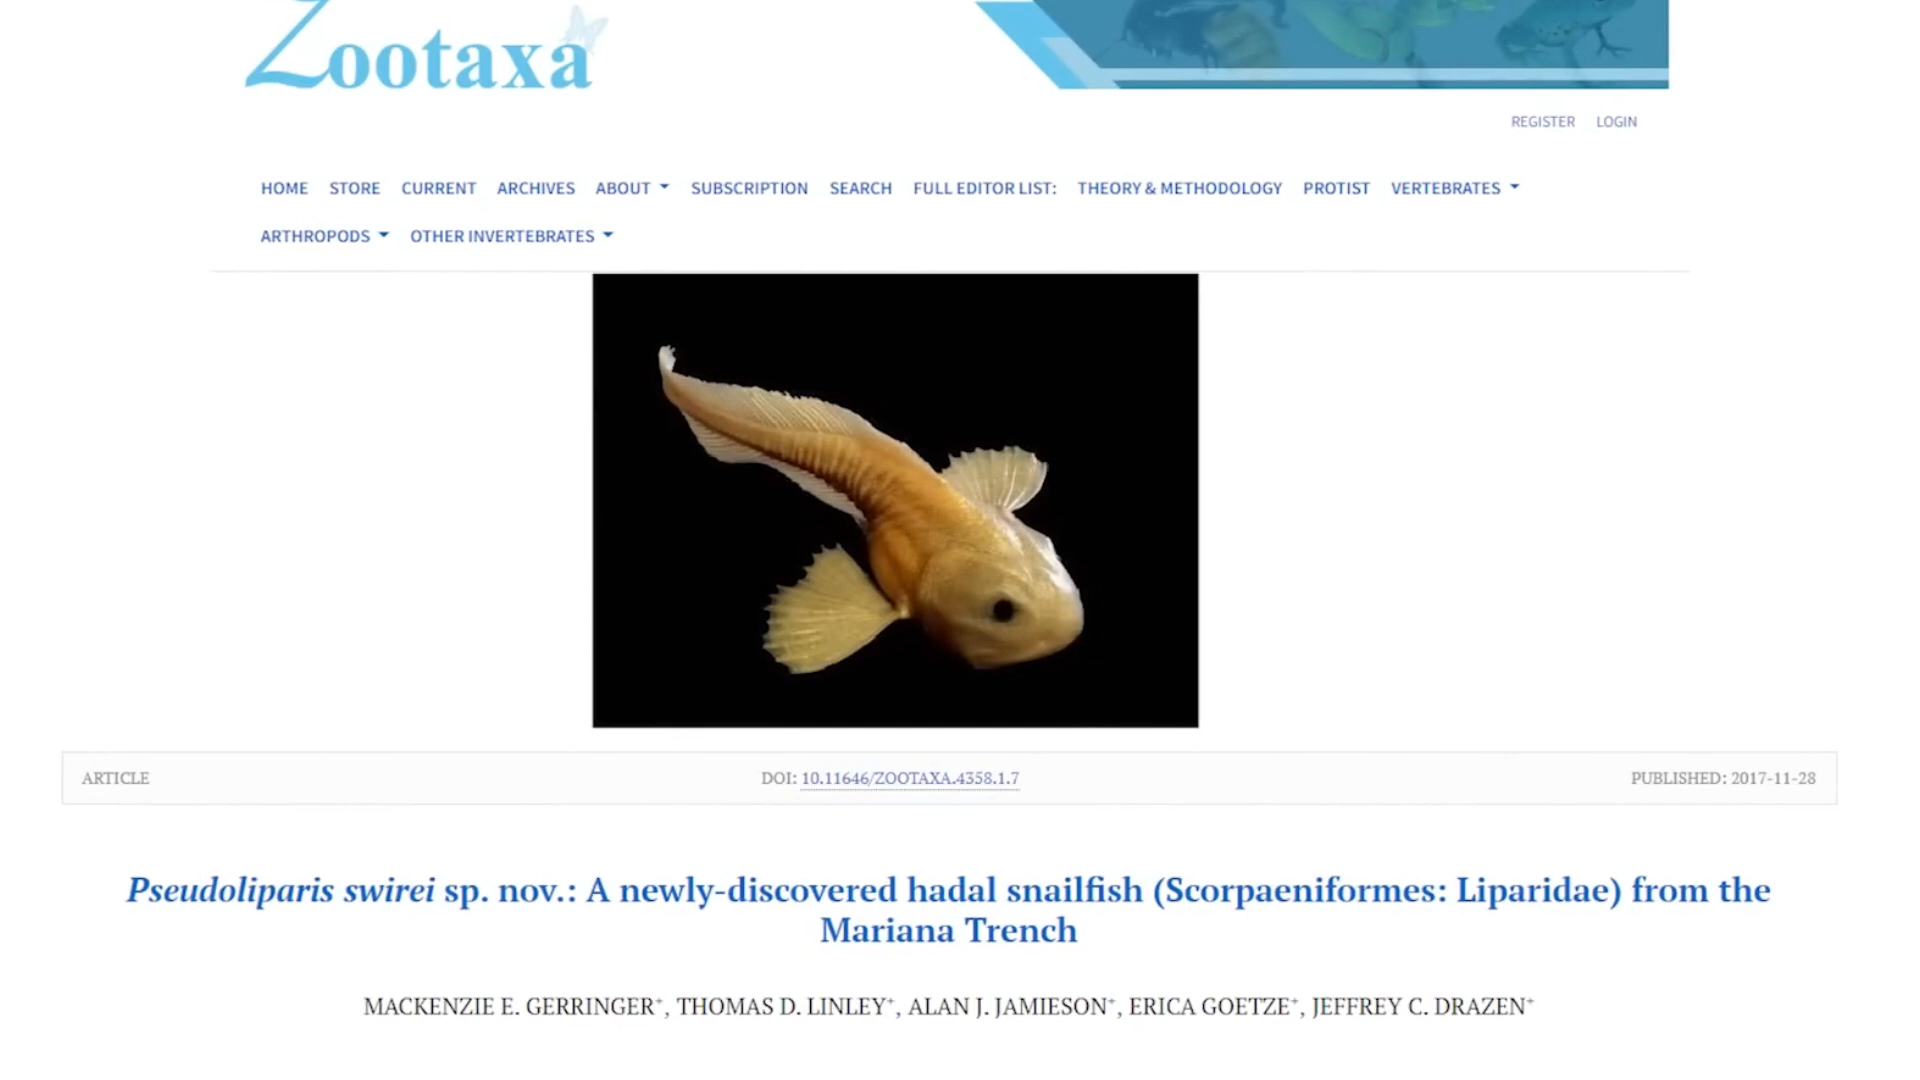 Zootaxa
REGISTER LOGIN
HOME STORE CURRENT ARCHIVES ABOUT SUBSCRIPTION SEARCH FULL EDITOR LIST: THEORY & METHODOLOGY PROTIST VERTEBRATES
ARTHROPODS OTHER INVERTEBRATES
ARTICLE DOI: 10.11646/ZOOTAXA.4358.1.7 PUBLISHED: 2017-11-28
Pseudoliparis swirei sp. nov.: A newly-discovered hadal snailfish (Scorpaeniformes: Liparidae) from the
Mariana Trench
MACKENZIE E. GERRINGER+, THOMAS D. LINLEY+, ALAN J. JAMIESON+, ERICA GOETZE+, JEFFREY C. DRAZEN+